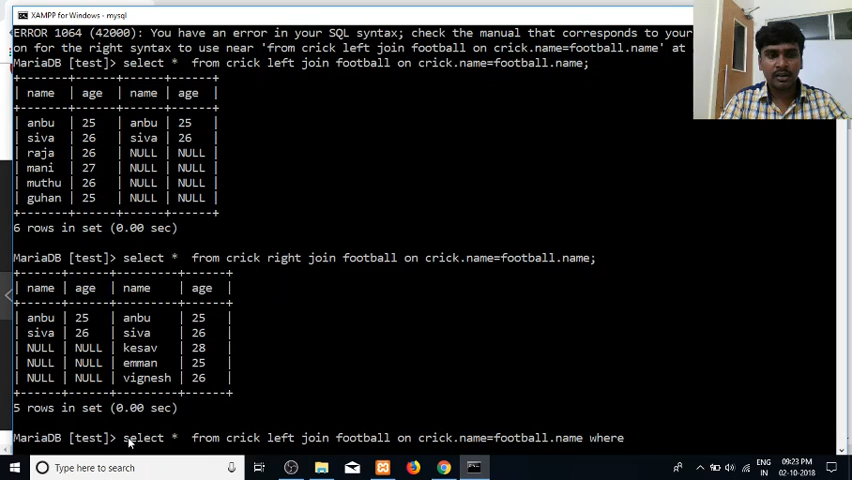 XAMPP for Windows - mysql
ERROR 1064 (42000): You have an error in your SQL syntax; check the manual that corresponds to your
on for the right syntax to use near 'from crick left join football on crick.name=football.name' at
MariaDB [test]> select *  from crick left join football on crick.name=football.name;
+-------+------+------+------+
| name  | age  | name | age  |
+-------+------+------+------+
| anbu  | 25   | anbu | 25   |
| siva  | 26   | siva | 26   |
| raja  | 26   | NULL | NULL |
| mani  | 27   | NULL | NULL |
| muthu | 26   | NULL | NULL |
| guhan | 25   | NULL | NULL |
+-------+------+------+------+
6 rows in set (0.00 sec)
MariaDB [test]> select *  from crick right join football on crick.name=football.name;
+------+------+---------+------+
| name | age  | name    | age  |
+------+------+---------+------+
| anbu | 25   | anbu    | 25   |
| siva | 26   | siva    | 26   |
| NULL | NULL | kesav   | 28   |
| NULL | NULL | emman   | 25   |
| NULL | NULL | vignesh | 26   |
+------+------+---------+------+
5 rows in set (0.00 sec)
MariaDB [test]> select *  from crick left join football on crick.name=football.name where
Type here to search
ENG
IN
09:23 PM
02-10-2018